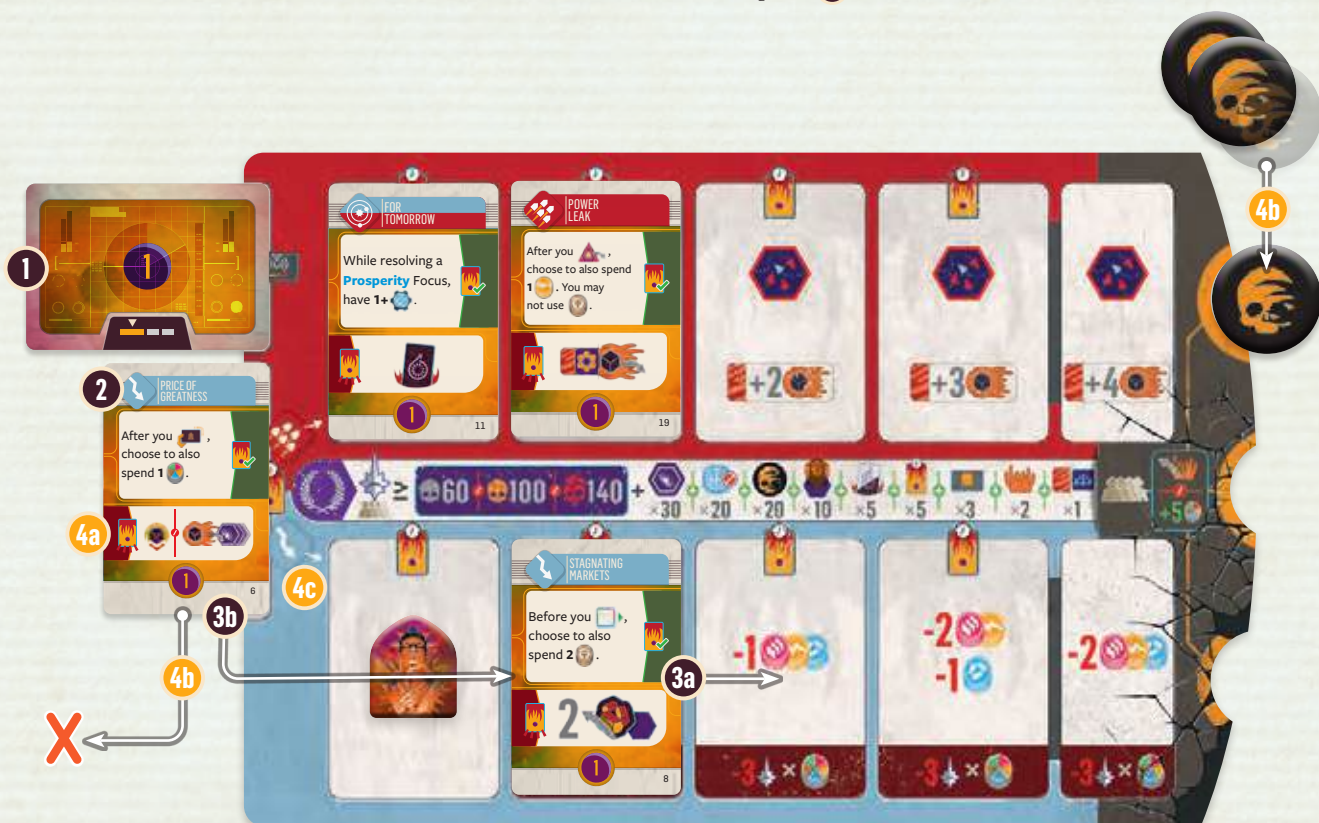 4b
1
1
2
PRICE OF
GREATNESS
After you ,
choose to also
spend 1 .
4a
1
6
3b
4b
X
4c
FOR
TOMORROW
While resolving a
Prosperity Focus,
have 1+ .
1
11
POWER
LEAK
After you ,
choose to also spend
1 . You may
not use .
1
19
+2
+3
+4
≥ 60 100 140 + ×30 ×20 ×20 ×10 ×5 ×5 ×3 ×2 ×1
+5
STAGNATING
MARKETS
Before you ,
choose to also
spend 2 .
2
1
8
3a
-1
-2
-1
-2
-3 ×
-3 ×
-3 ×